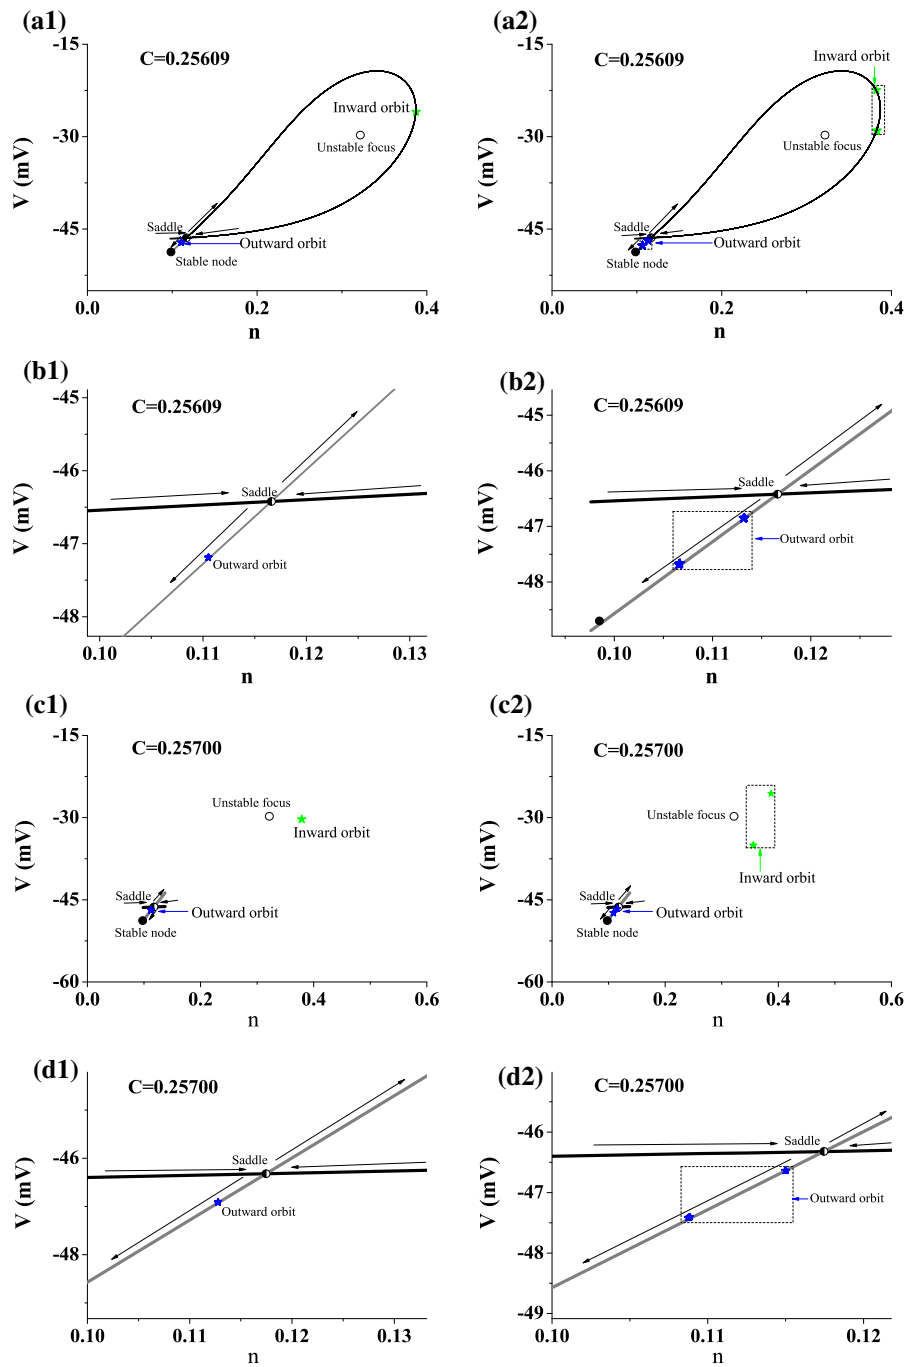 (a1)
-15
C=0.25609
Inward orbit
-30
Unstable focus
V (mV)
Saddle
-45
Outward orbit
Stable node
0.0
0.2
0.4
n
(a2)
-15
Inward orbit
C=0.25609
-30
Unstable focus
V (mV)
Saddle
-45
Outward orbit
Stable node
0.0
0.2
0.4
n
(b1)
-45
C=0.25609
-46
Saddle
V (mV)
-47
Outward orbit
-48
0.10
0.11
0.12
0.13
n
(b2)
-45
C=0.25609
-46
Saddle
V (mV)
-47
Outward orbit
-48
0.10
0.11
0.12
n
(c1)
-15
C=0.25700
Unstable focus
-30
Inward orbit
V (mV)
Saddle
-45
Outward orbit
Stable node
-60
0.0
0.2
0.4
0.6
n
(c2)
-15
C=0.25700
-30
Unstable focus
V (mV)
Inward orbit
Saddle
-45
Outward orbit
Stable node
-60
0.0
0.2
0.4
0.6
n
(d1)
C=0.25700
-46
Saddle
V (mV)
Outward orbit
-48
0.10
0.11
0.12
0.13
n
(d2)
-45
C=0.25700
-46
Saddle
V (mV)
-47
Outward orbit
-48
-49
0.10
0.11
0.12
n